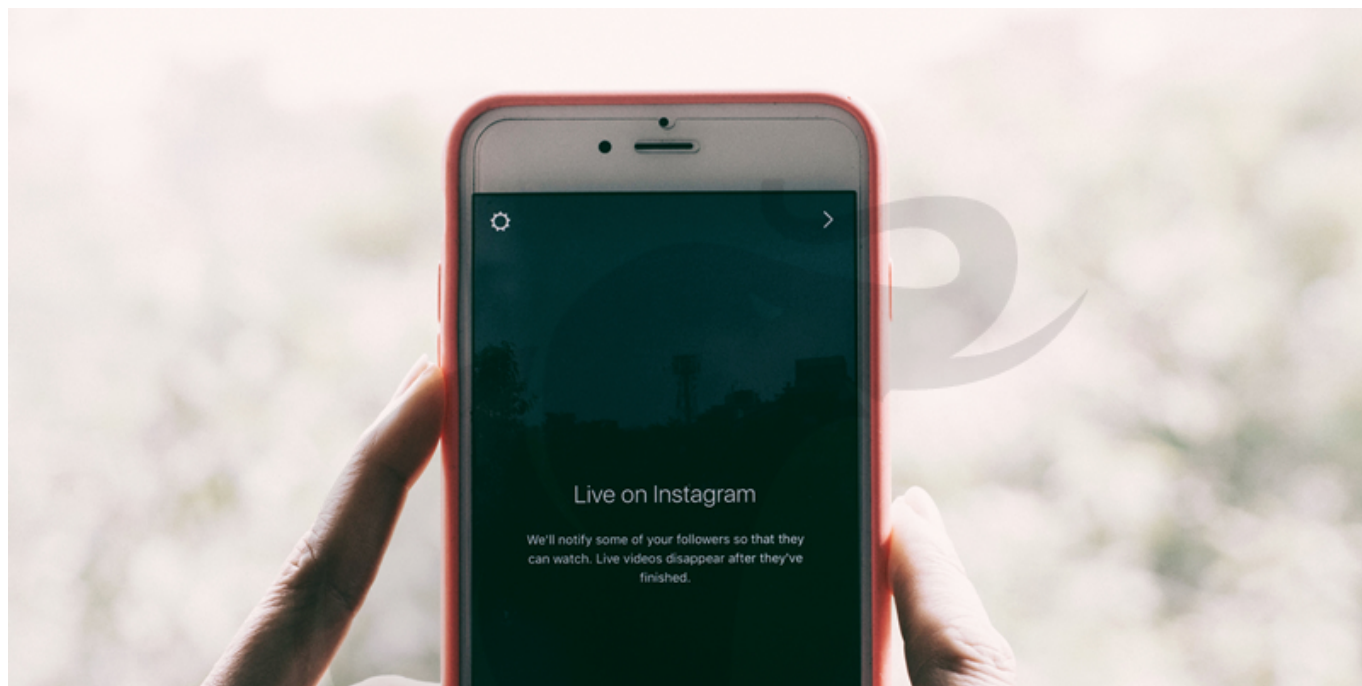 Live on Instagram
We'll notify some of your followers so that they
can watch. Live videos disappear after they've
finished.